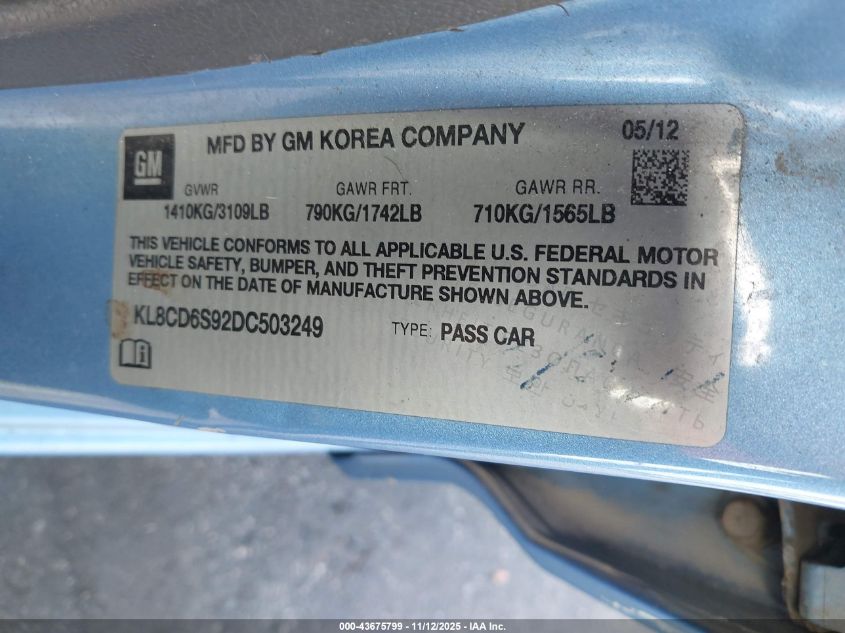 GM
MFD BY GM KOREA COMPANY
05/12
GVWR
GAWR FRT.
GAWR RR.
1410KG/3109LB
790KG/1742LB
710KG/1565LB
THIS VEHICLE CONFORMS TO ALL APPLICABLE U.S. FEDERAL MOTOR
VEHICLE SAFETY, BUMPER, AND THEFT PREVENTION STANDARDS IN
EFFECT ON THE DATE OF MANUFACTURE SHOWN ABOVE.
KL8CD6S92DC503249
TYPE: PASS CAR
000-43675799 - 11/12/2025 - IAA Inc.